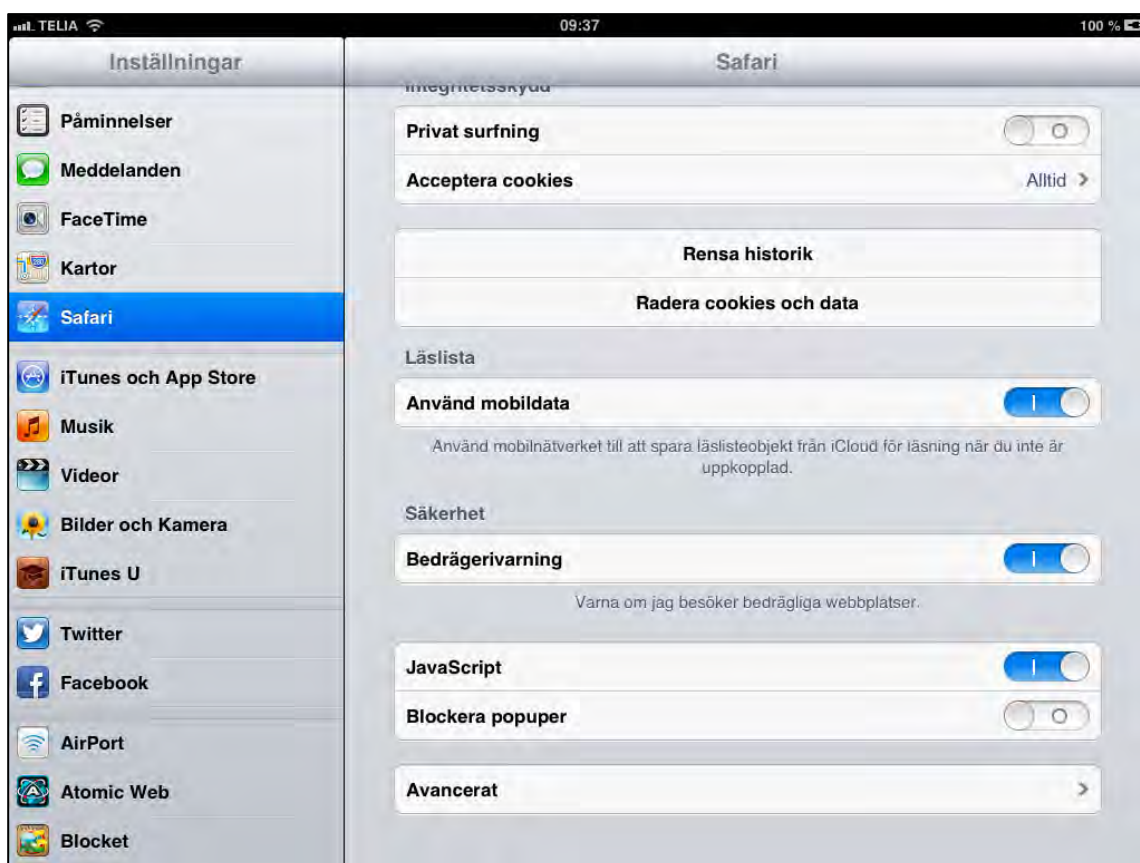 TELIA 09:37 100 %
Inställningar
Safari
Påminnelser
Meddelanden
FaceTime
Kartor
Safari
iTunes och App Store
Musik
Videor
Bilder och Kamera
iTunes U
Twitter
Facebook
AirPort
Atomic Web
Blocket
Integritetsskydd
Privat surfning
Acceptera cookies Alltid
Rensa historik
Radera cookies och data
Läslista
Använd mobildata
Använd mobilnätverket till att spara läslisteobjekt från iCloud för läsning när du inte är
uppkopplad.
Säkerhet
Bedrägerivarning
Varna om jag besöker bedrägliga webbplatser.
JavaScript
Blockera popuper
Avancerat